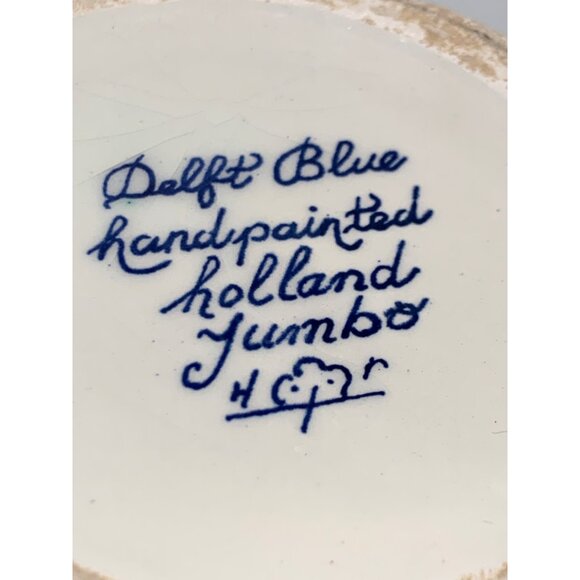 Delft Blue
handpainted
holland
Jumbo
H r